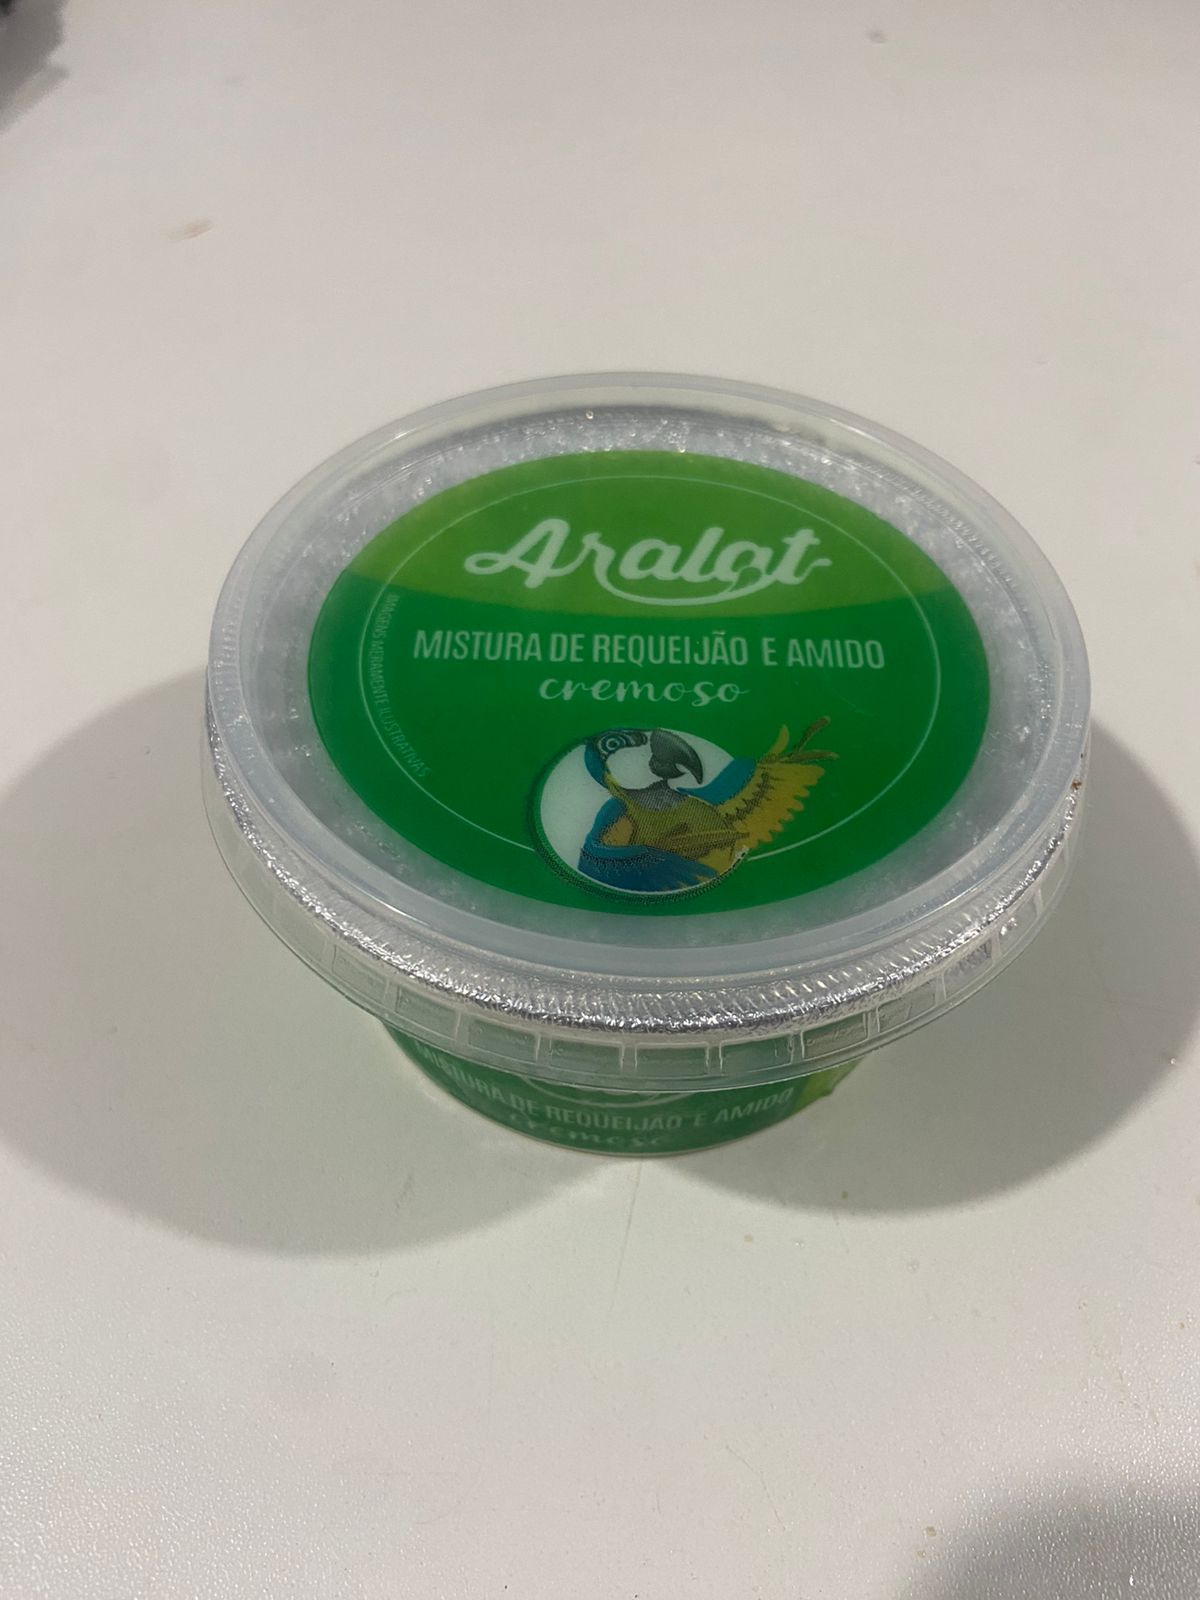 Aralat
MISTURA DE REQUEIJÃO E AMIDO
cremoso
IMAGENS MERAMENTE ILUSTRATIVAS
MISTURA DE REQUEIJÃO E AMIDO
cremoso